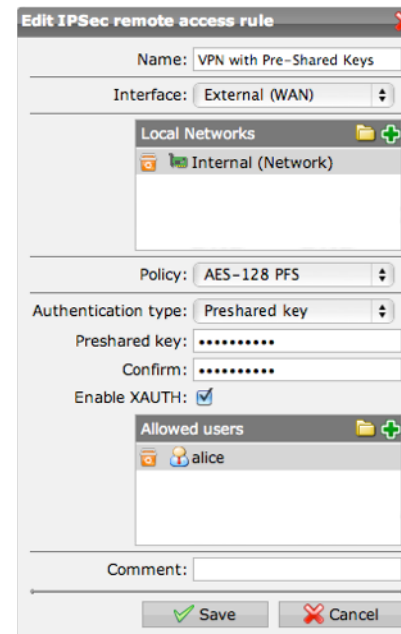 Edit IPSec remote access rule
Name: VPN with Pre-Shared Keys
Interface: External (WAN)
Local Networks
Internal (Network)
Policy: AES-128 PFS
Authentication type: Preshared key
Preshared key: ••••••••••
Confirm: ••••••••••
Enable XAUTH:
Allowed users
alice
Comment:
Save Cancel